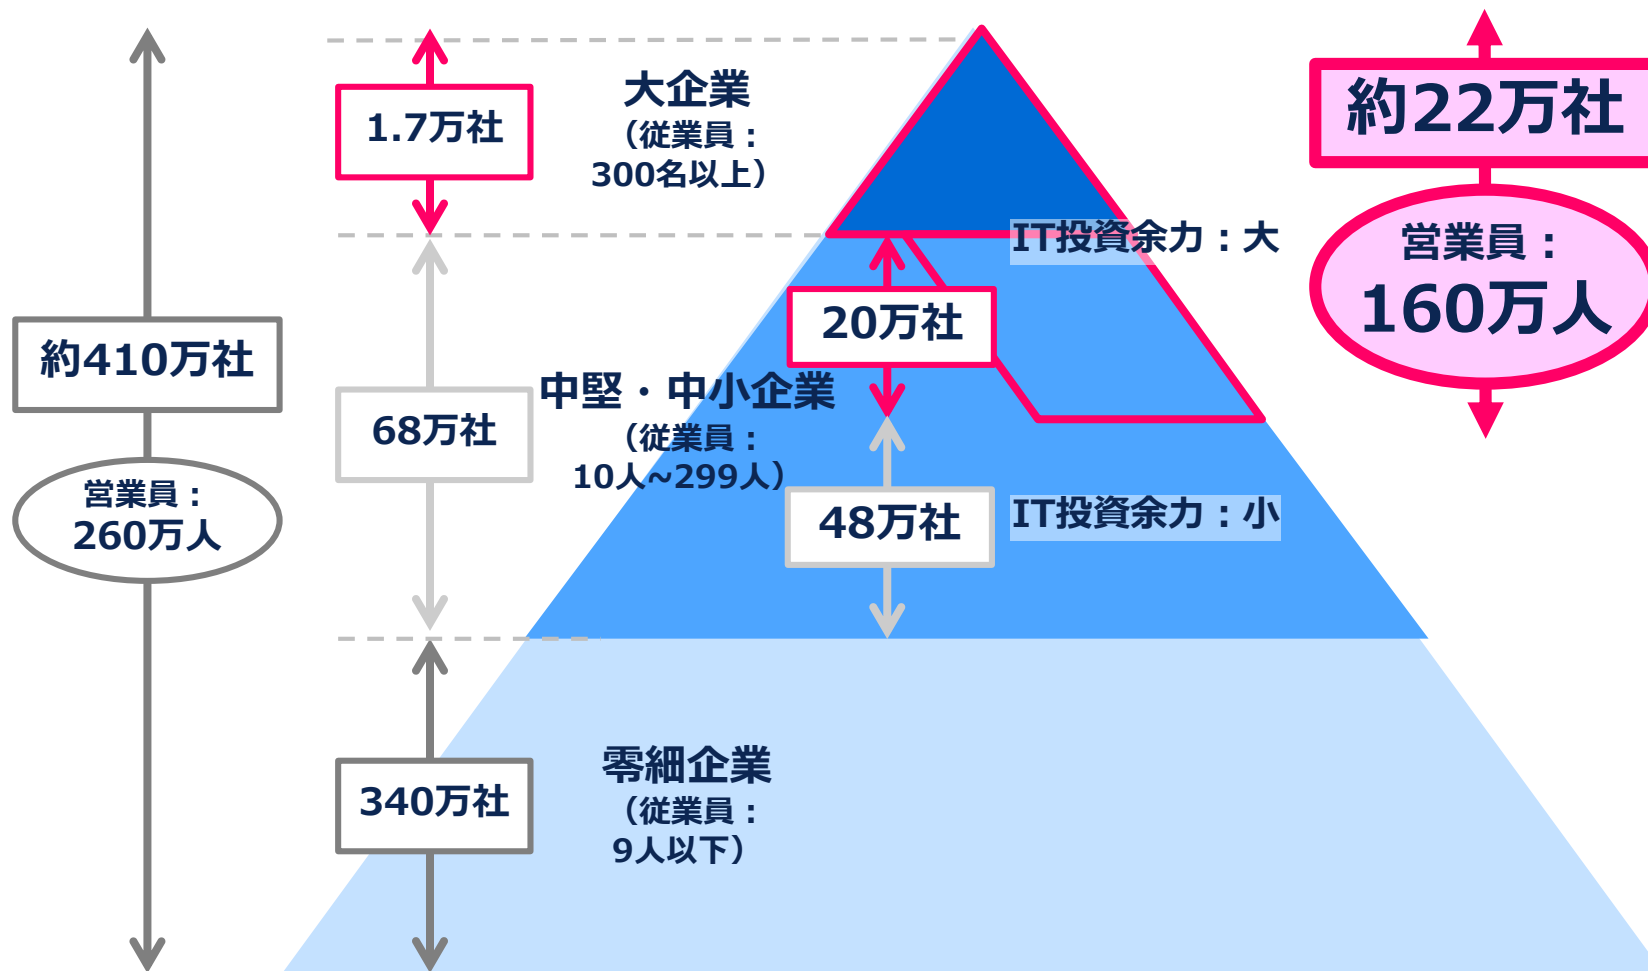 約410万社
営業員：
260万人
1.7万社
68万社
340万社
大企業
（従業員：
300名以上）
中堅・中小企業
（従業員：
10人~299人）
零細企業
（従業員：
9人以下）
20万社
48万社
IT投資余力：大
IT投資余力：小
約22万社
営業員：
160万人